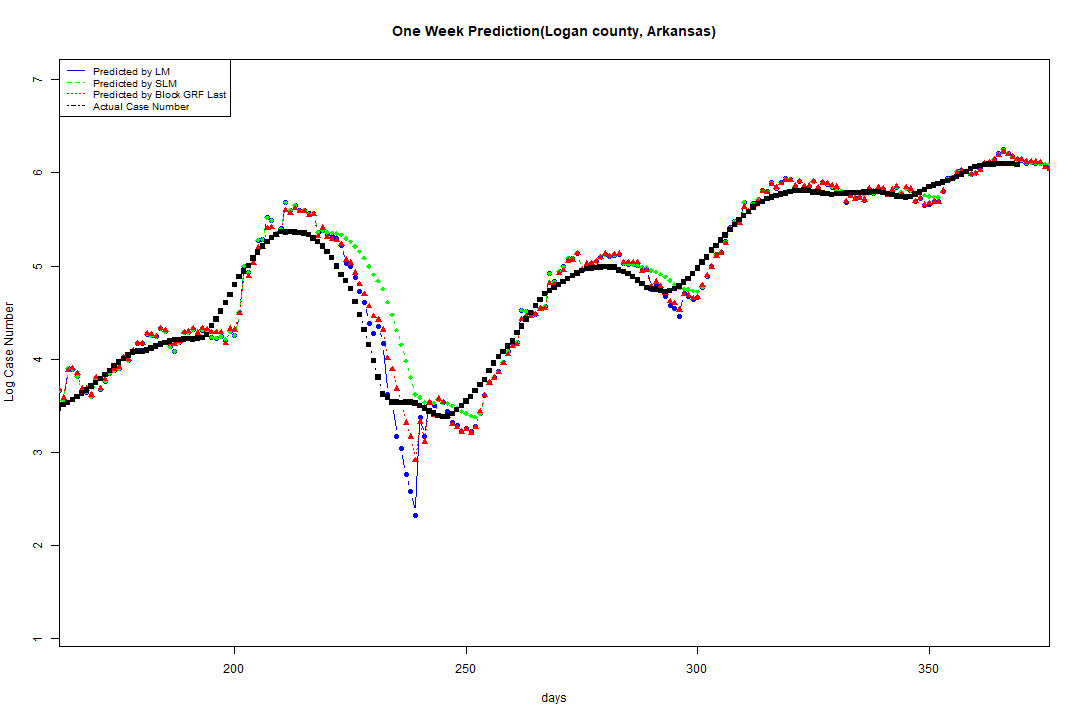 One Week Prediction(Logan county, Arkansas)
Predicted by LM
Predicted by SLM
Predicted by Block GRF Last
Actual Case Number
7
6
5
4
3
2
1
Log Case Number
200 250 300 350
days